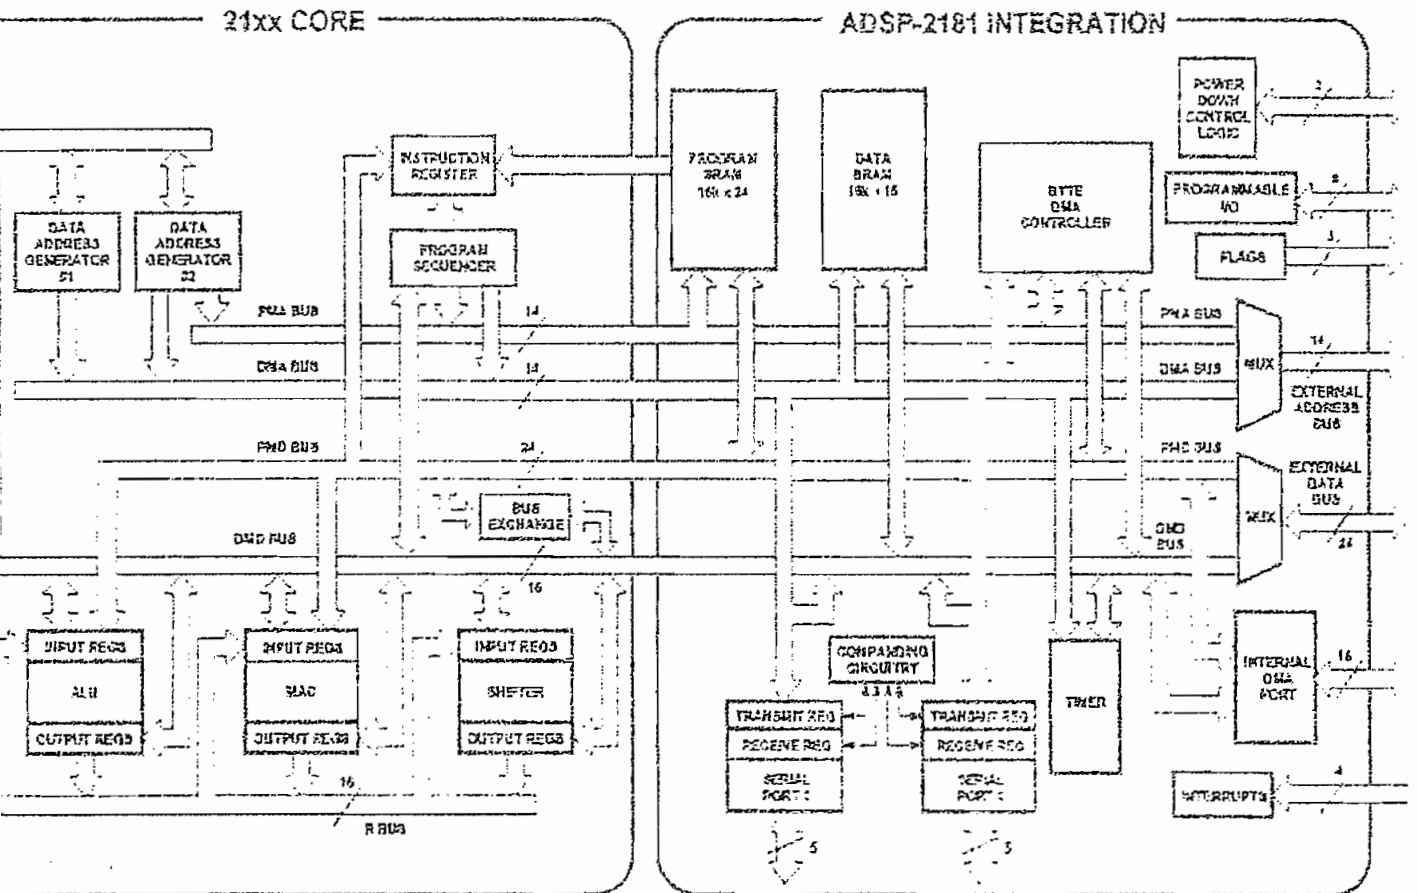 21xx CORE
ADSP-2181 INTEGRATION
POWER
DOWN
CONTROL
LOGIC
2
INSTRUCTION
REGISTER
PROGRAM
SRAM
16k x 24
DATA
SRAM
16k x 16
BYTE
DMA
CONTROLLER
PROGRAMMABLE
I/O
8
FLAGS
3
DATA
ADDRESS
GENERATOR
#1
DATA
ADDRESS
GENERATOR
#2
PROGRAM
SEQUENCER
PMA BUS
14
PMA BUS
DMA BUS
14
DMA BUS
MUX
14
EXTERNAL
ADDRESS
BUS
PMD BUS
24
PMD BUS
EXTERNAL
DATA
BUS
BUS
EXCHANGE
DMD BUS
16
DMD
BUS
MUX
24
INPUT REGS
ALU
OUTPUT REGS
INPUT REGS
MAC
OUTPUT REGS
INPUT REGS
SHIFTER
OUTPUT REGS
COMPANDING
CIRCUITRY
TIMER
INTERNAL
DMA
PORT
16
TRANSMIT REG
RECEIVE REG
SERIAL
PORT
5
TRANSMIT REG
RECEIVE REG
SERIAL
PORT
5
16
R BUS
INTERRUPTS
4